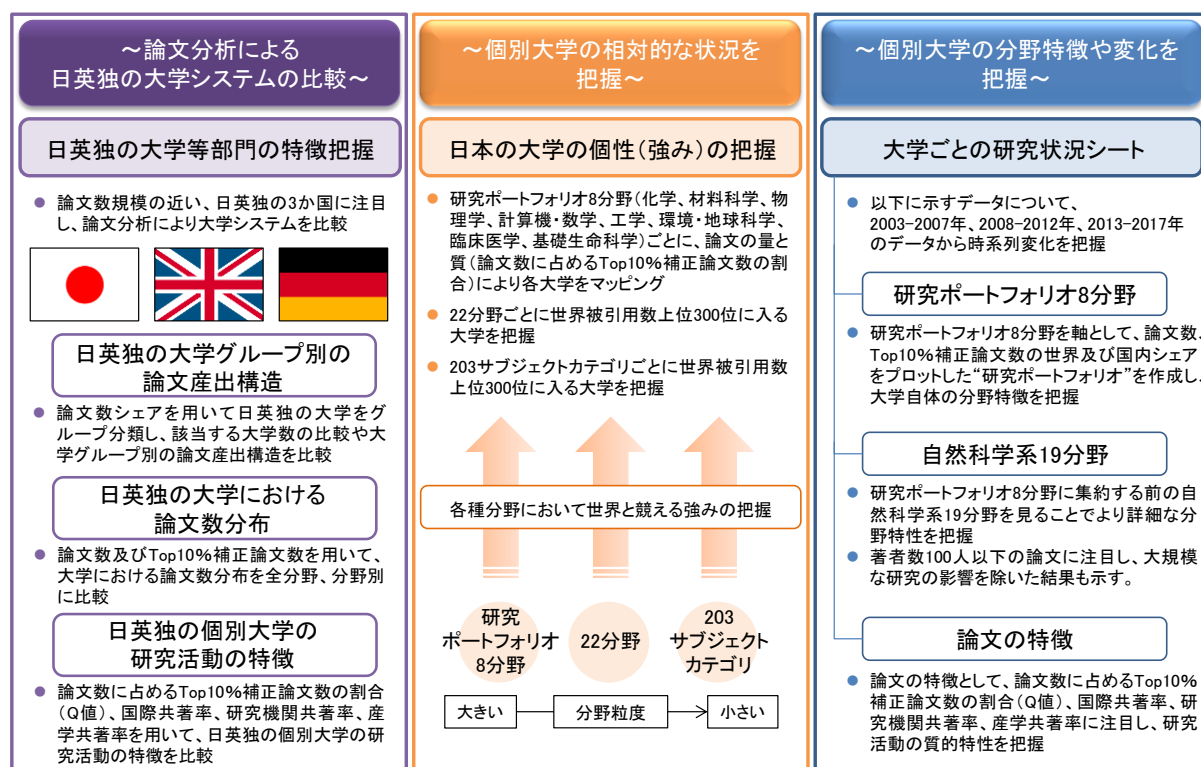 ～論文分析による
日英独の大学システムの比較～
日英独の大学等部門の特徴把握
● 論文数規模の近い、日英独の3か国に注目
し、論文分析により大学システムを比較
日英独の大学グループ別の
論文産出構造
● 論文数シェアを用いて日英独の大学をグ
ループ分類し、該当する大学数の比較や大
学グループ別の論文産出構造を比較
日英独の大学における
論文数分布
● 論文数及びTop10%補正論文数を用いて、
大学における論文数分布を全分野、分野別
に比較
日英独の個別大学の
研究活動の特徴
● 論文数に占めるTop10%補正論文数の割合
（Q値）、国際共著率、研究機関共著率、産
学共著率を用いて、日英独の個別大学の研
究活動の特徴を比較
～個別大学の相対的な状況を
把握～
日本の大学の個性（強み）の把握
● 研究ポートフォリオ8分野（化学、材料科学、物
理学、計算機・数学、工学、環境・地球科学、
臨床医学、基礎生命科学）ごとに、論文の量と
質（論文数に占めるTop10%補正論文数の割
合）により各大学をマッピング
● 22分野ごとに世界被引用数上位300位に入る
大学を把握
● 203サブジェクトカテゴリごとに世界被引用数
上位300位に入る大学を把握
各種分野において世界と競える強みの把握
研究
ポートフォリオ
8分野
22分野
203
サブジェクト
カテゴリ
大きい
分野粒度
小さい
～個別大学の分野特徴や変化を
把握～
大学ごとの研究状況シート
● 以下に示すデータについて、
2003-2007年、2008-2012年、2013-2017年
のデータから時系列変化を把握
研究ポートフォリオ8分野
● 研究ポートフォリオ8分野を軸として、論文数、
Top10%補正論文数の世界及び国内シェア
をプロットした“研究ポートフォリオ”を作成し、
大学自体の分野特徴を把握
自然科学系19分野
● 研究ポートフォリオ8分野に集約する前の自
然科学系19分野を見ることでより詳細な分
野特性を把握
● 著者数100人以下の論文に注目し、大規模
な研究の影響を除いた結果も示す。
論文の特徴
● 論文の特徴として、論文数に占めるTop10%
補正論文数の割合（Q値）、国際共著率、研
究機関共著率、産学共著率に注目し、研究
活動の質的特性を把握